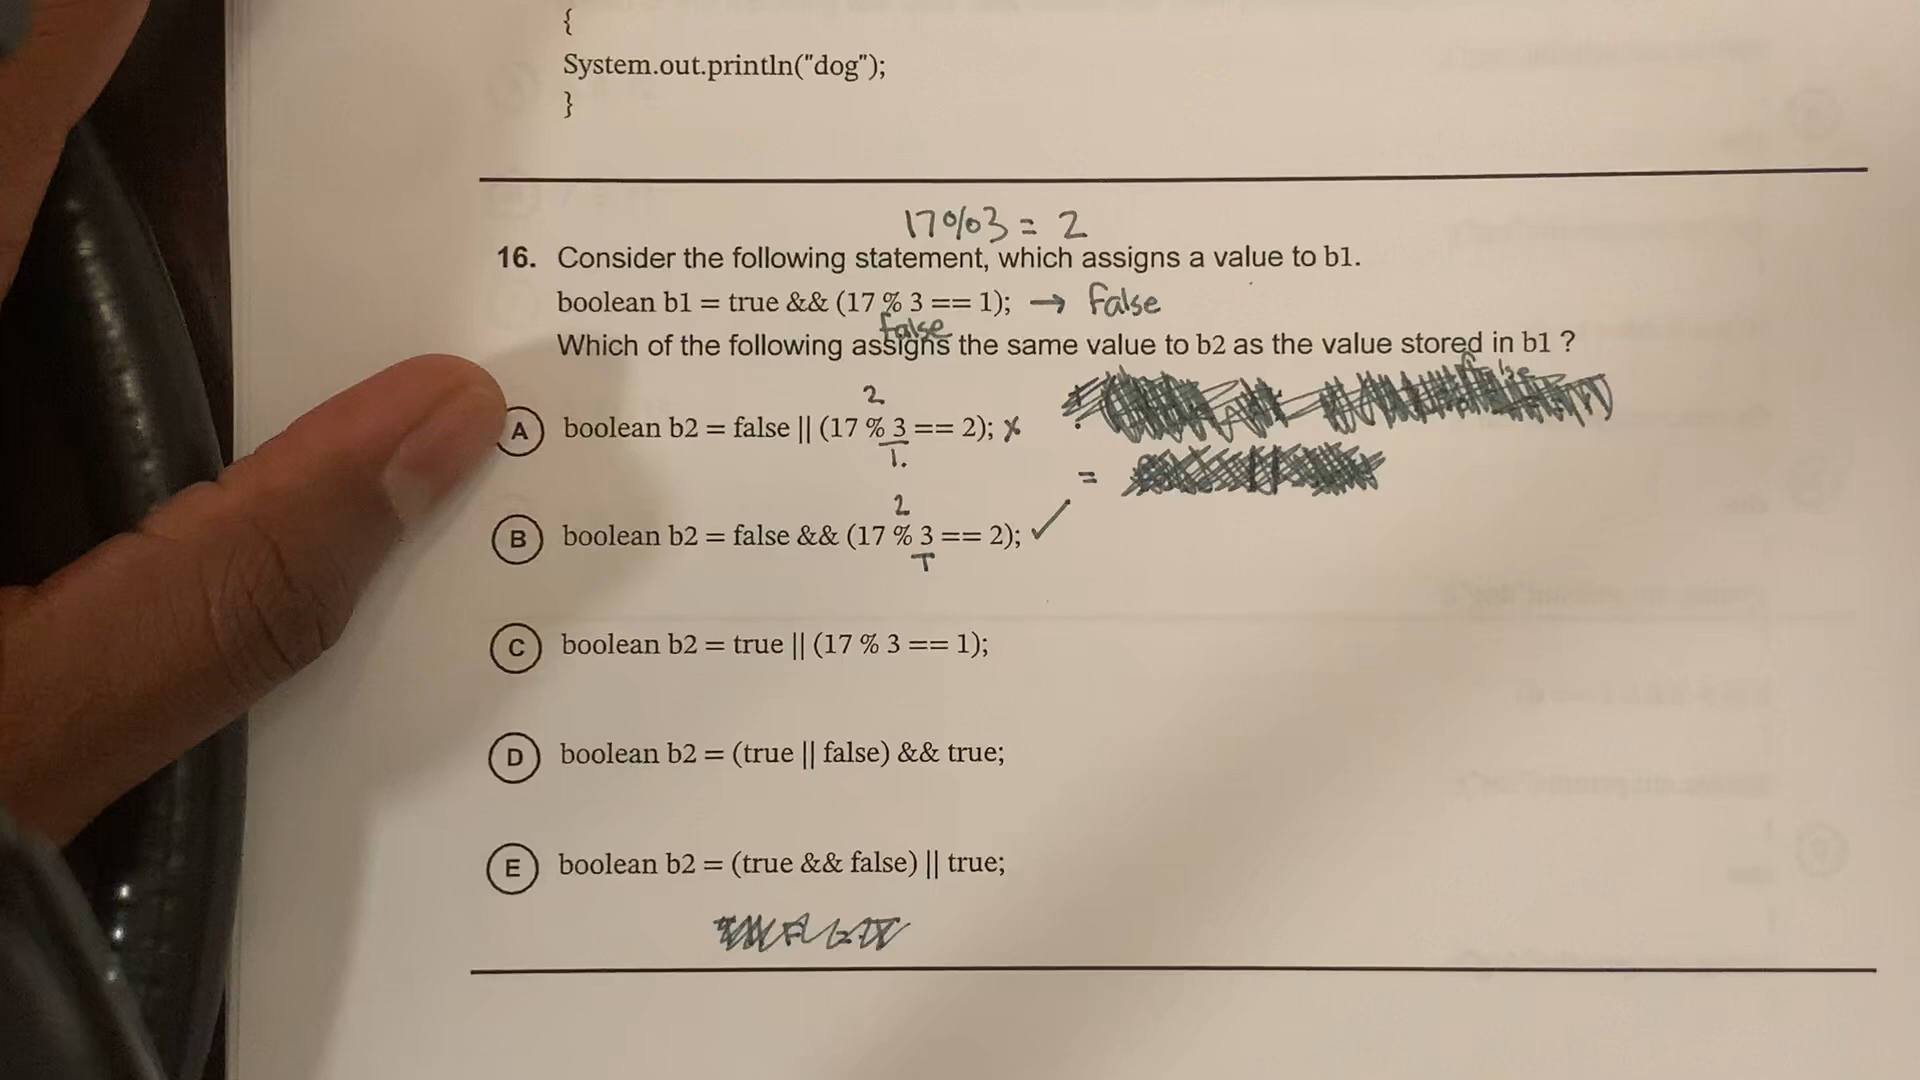 {
System.out.println("dog");
}
17%3 = 2
16. Consider the following statement, which assigns a value to b1.
boolean b1 = true && (17 % 3 == 1); → False
false
Which of the following assigns the same value to b2 as the value stored in b1 ?
2
A boolean b2 = false || (17 % 3 == 2); x
T.
=
2
B boolean b2 = false && (17 % 3 == 2); ✓
T
C boolean b2 = true || (17 % 3 == 1);
D boolean b2 = (true || false) && true;
E boolean b2 = (true && false) || true;